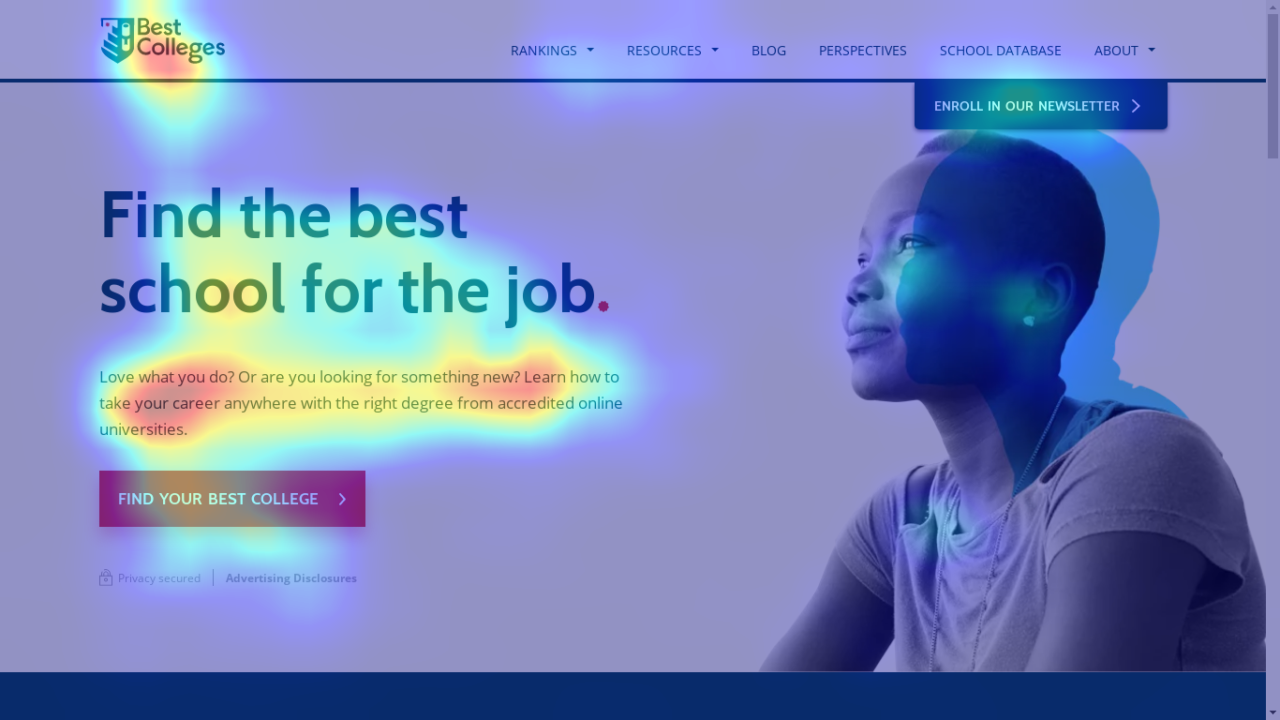 Best
Colleges
RANKINGS
RESOURCES
BLOG
PERSPECTIVES
SCHOOL DATABASE
ABOUT
ENROLL IN OUR NEWSLETTER
Find the best
school for the job.
Love what you do? Or are you looking for something new? Learn how to
take your career anywhere with the right degree from accredited online
universities.
FIND YOUR BEST COLLEGE
Privacy secured | Advertising Disclosures